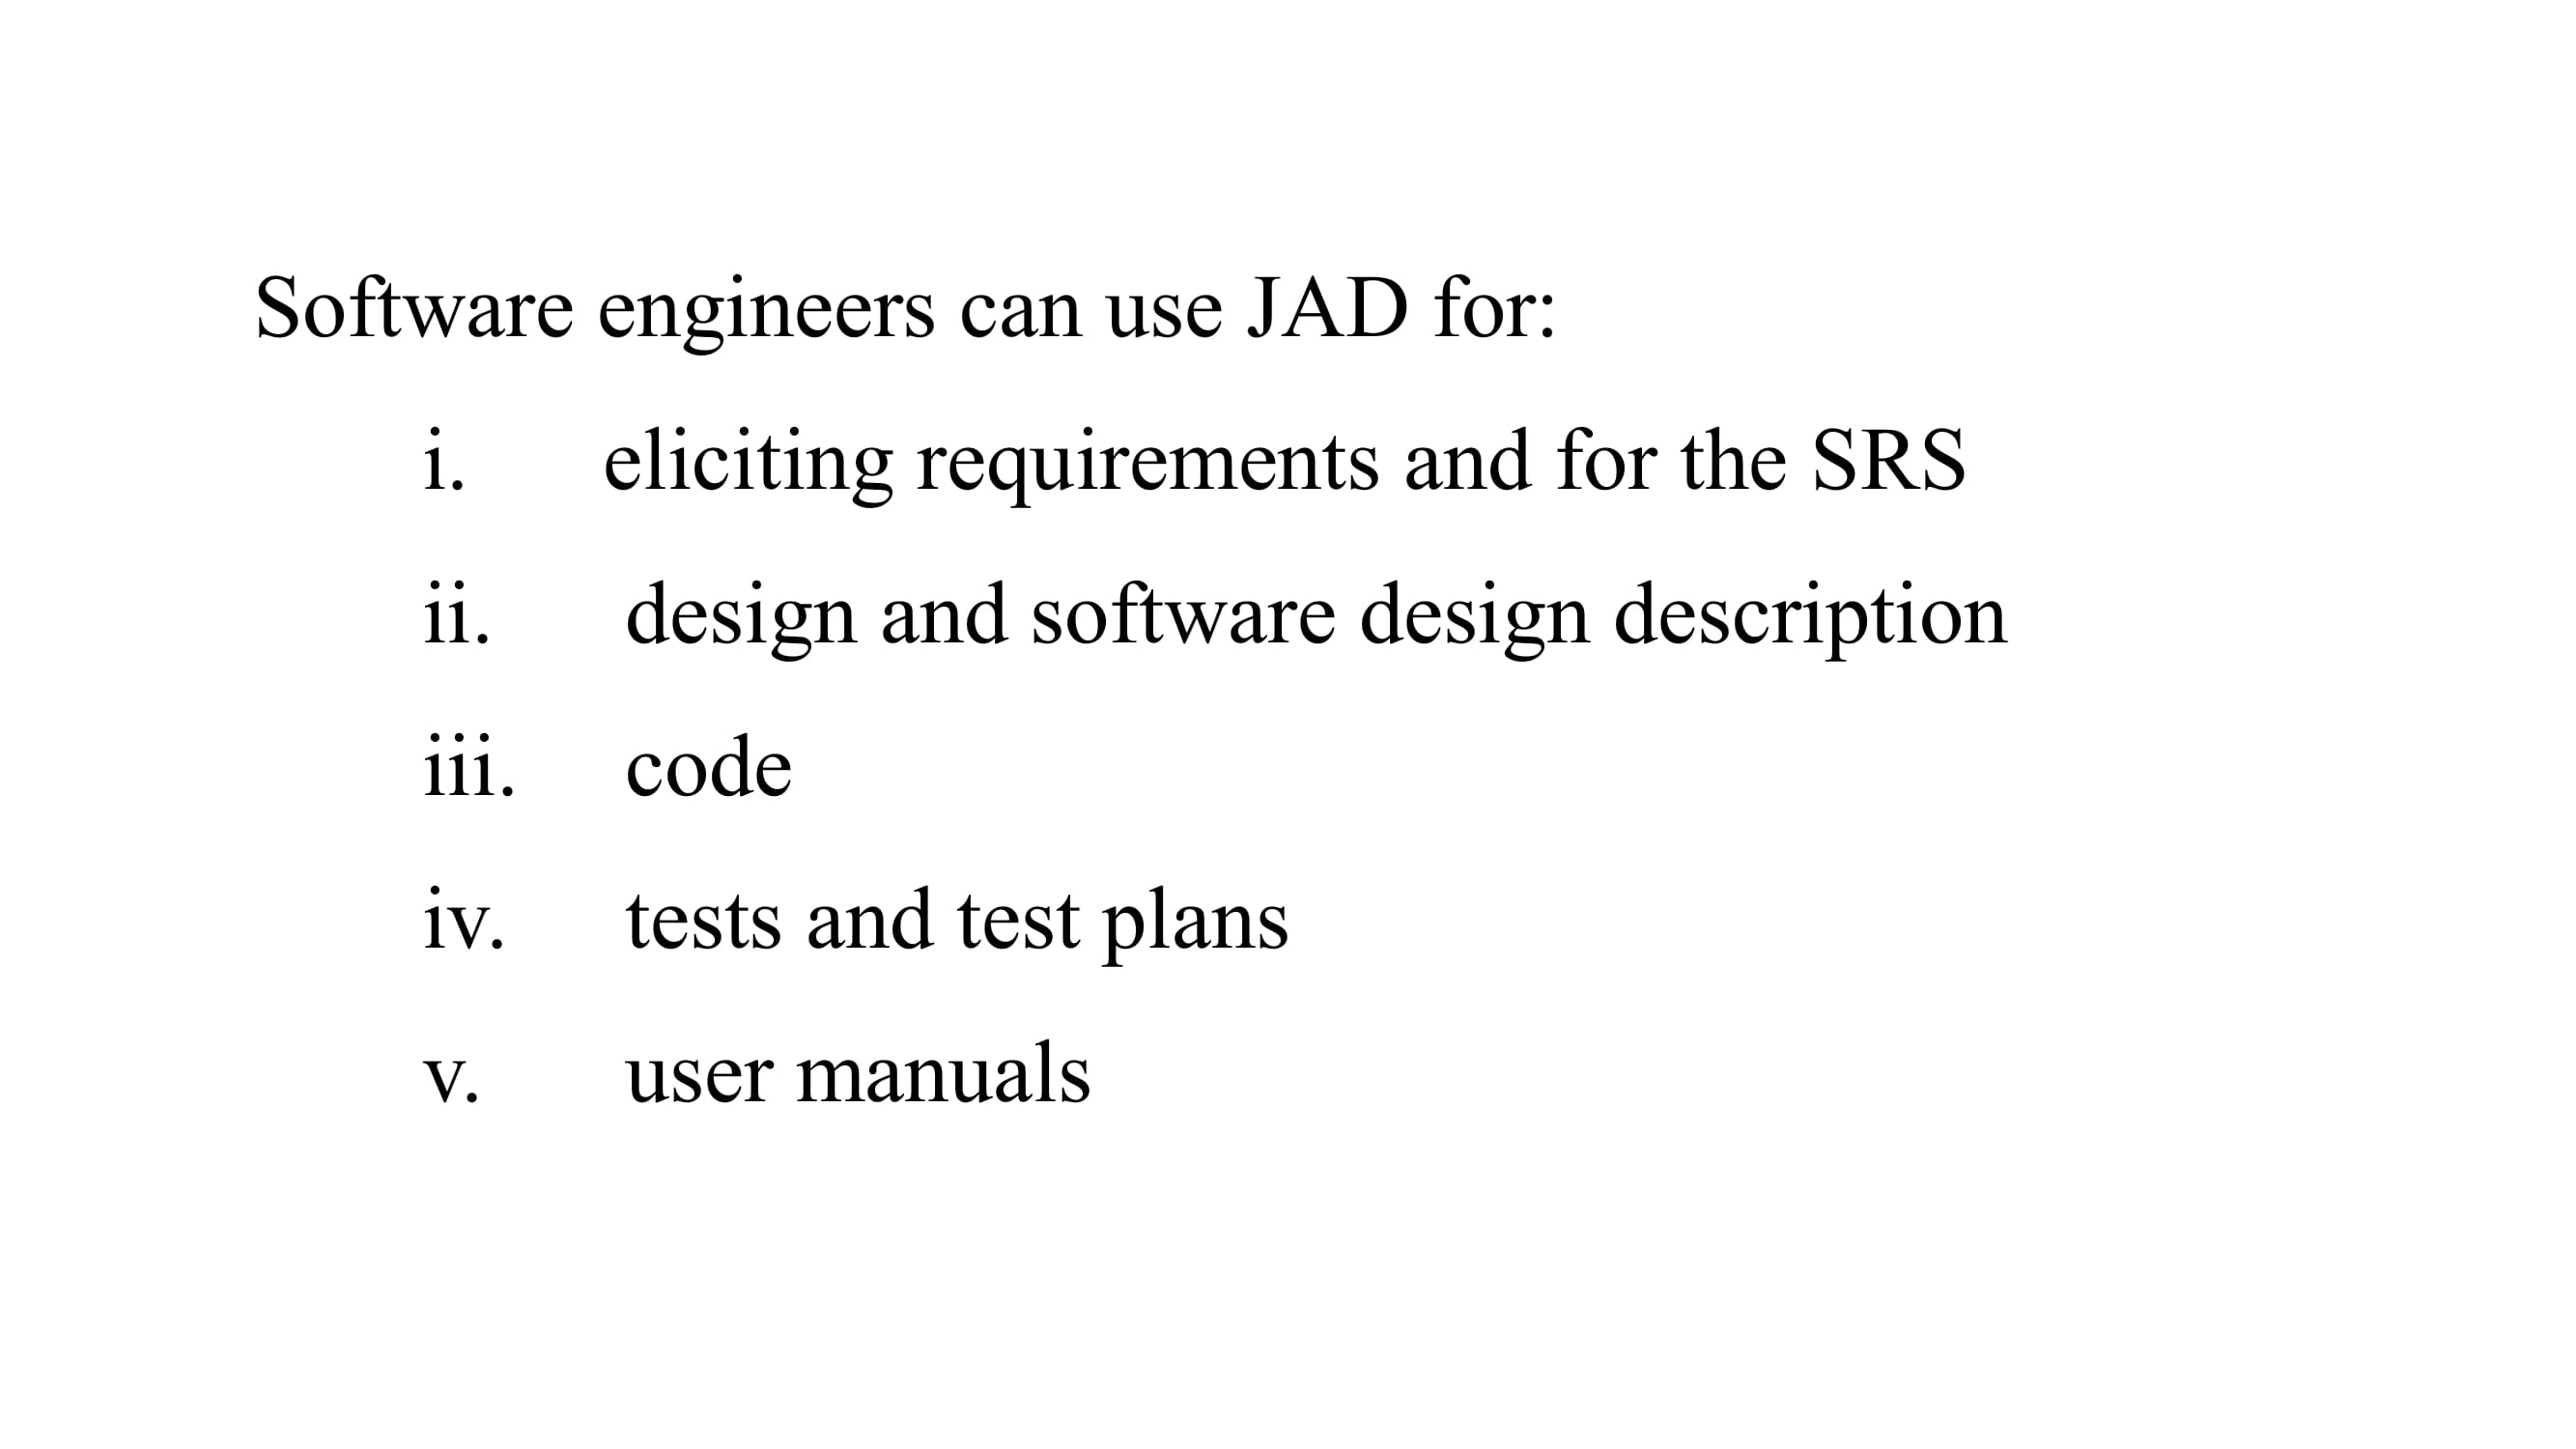 Software engineers can use JAD for:
i. eliciting requirements and for the SRS
ii. design and software design description
iii. code
iv. tests and test plans
v. user manuals